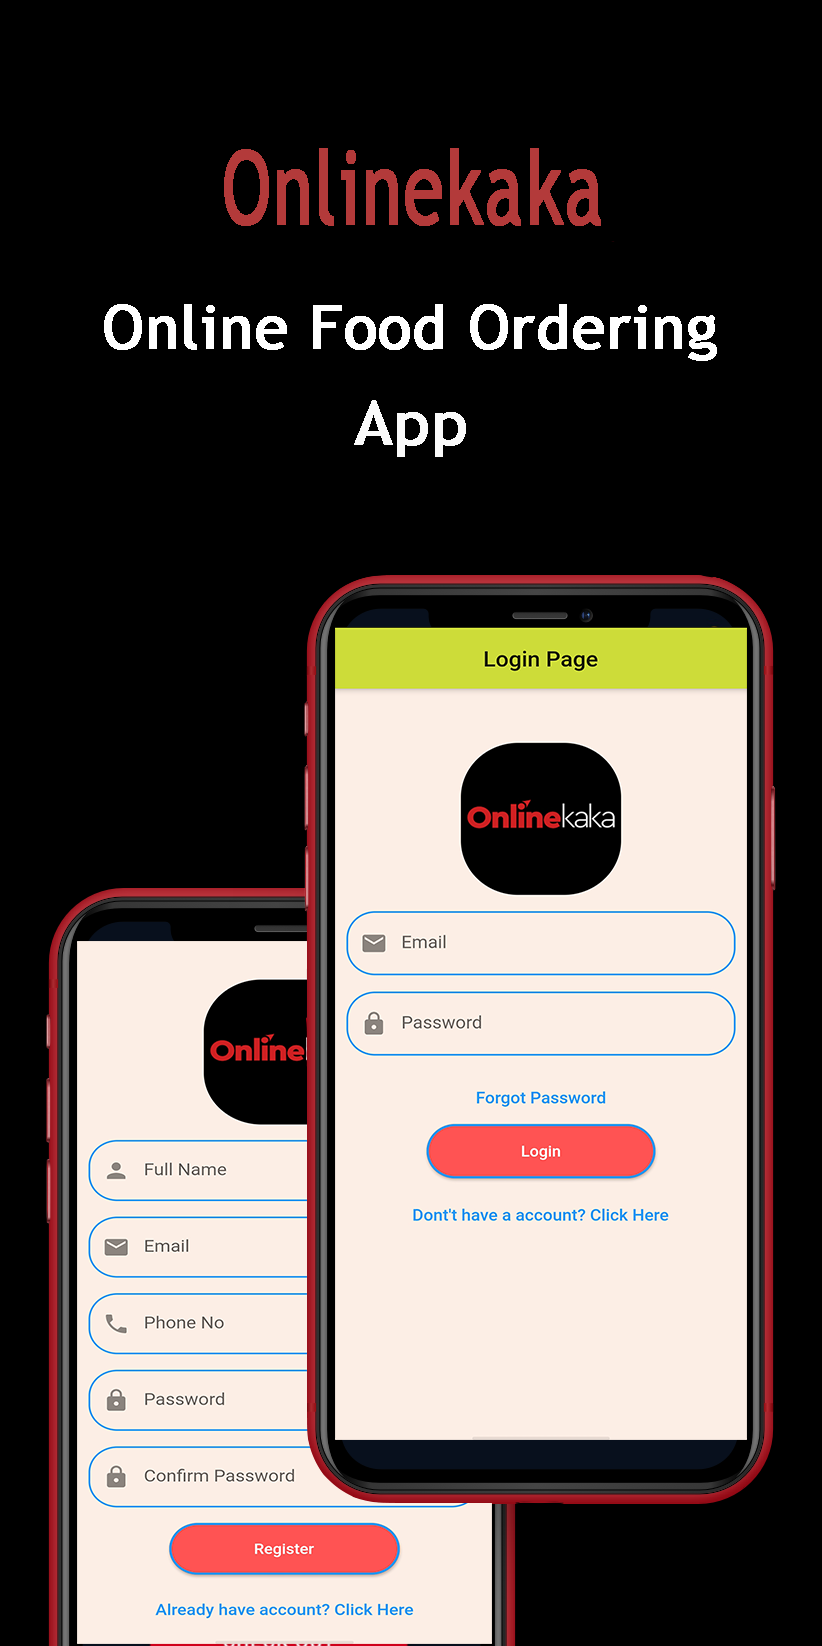 Onlinekaka
Online Food Ordering
App
Login Page
Onlinekaka
Email
Password
Forgot Password
Login
Dont't have a account? Click Here
Online
Full Name
Email
Phone No
Password
Confirm Password
Register
Already have account? Click Here